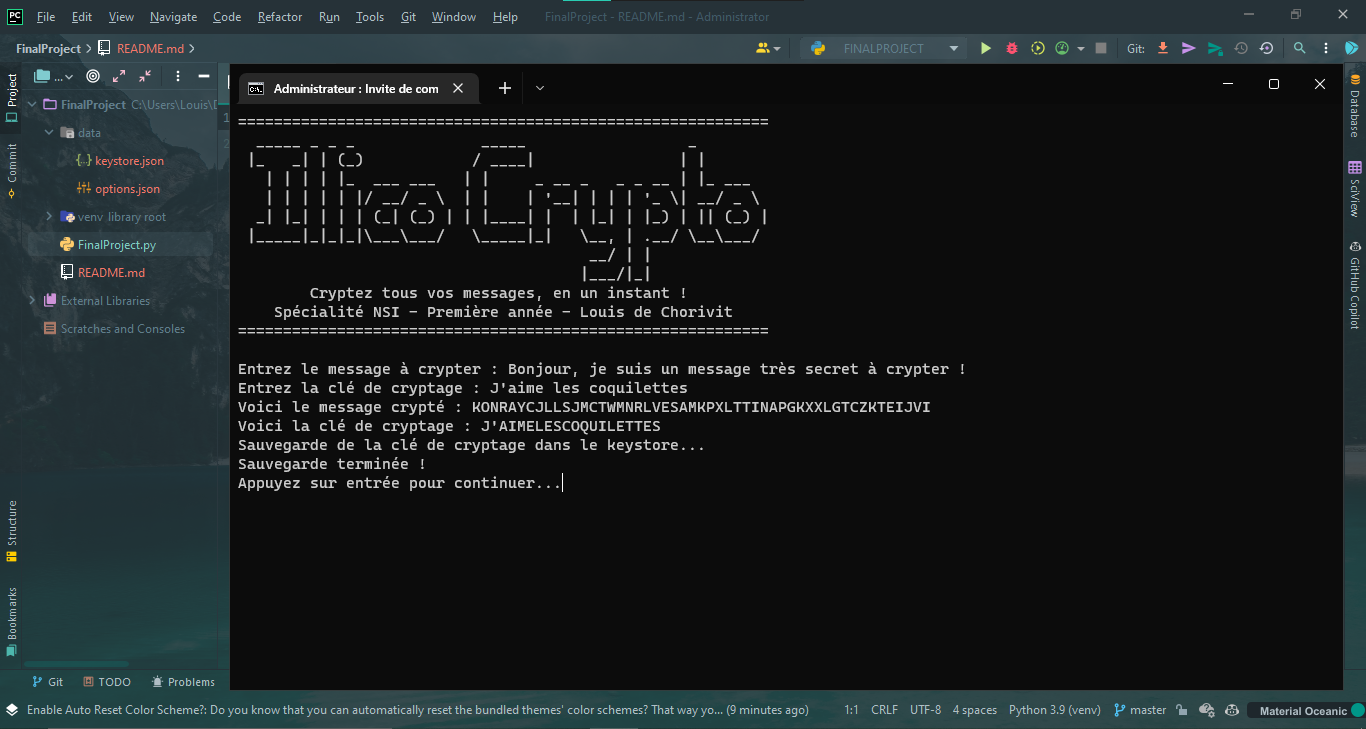 PC File Edit View Navigate Code Refactor Run Tools Git Window Help FinalProject - README.md - Administrator
FinalProject README.md FINALPROJECT Git:
...
Administrateur : Invite de com
Project
Commit
Structure
Bookmarks
FinalProject C:\Users\Louis\
data
keystore.json
options.json
venv library root
FinalProject.py
README.md
External Libraries
Scratches and Consoles
1
2
===========================================================
IllicoCrypto
Cryptez tous vos messages, en un instant !
Spécialité NSI - Première année - Louis de Chorivit
===========================================================
Entrez le message à crypter : Bonjour, je suis un message très secret à crypter !
Entrez la clé de cryptage : J'aime les coquilettes
Voici le message crypté : KONRAYCJLLSJMCTWMNRLVESAMKPXLTTINAPGKXXLGTCZKTEIJVI
Voici la clé de cryptage : J'AIMELESCOQUILETTES
Sauvegarde de la clé de cryptage dans le keystore...
Sauvegarde terminée !
Appuyez sur entrée pour continuer...
Database
SciView
GitHub Copilot
Git TODO Problems
Enable Auto Reset Color Scheme?: Do you know that you can automatically reset the bundled themes' color schemes? That way yo... (9 minutes ago) 1:1 CRLF UTF-8 4 spaces Python 3.9 (venv) master Material Oceanic